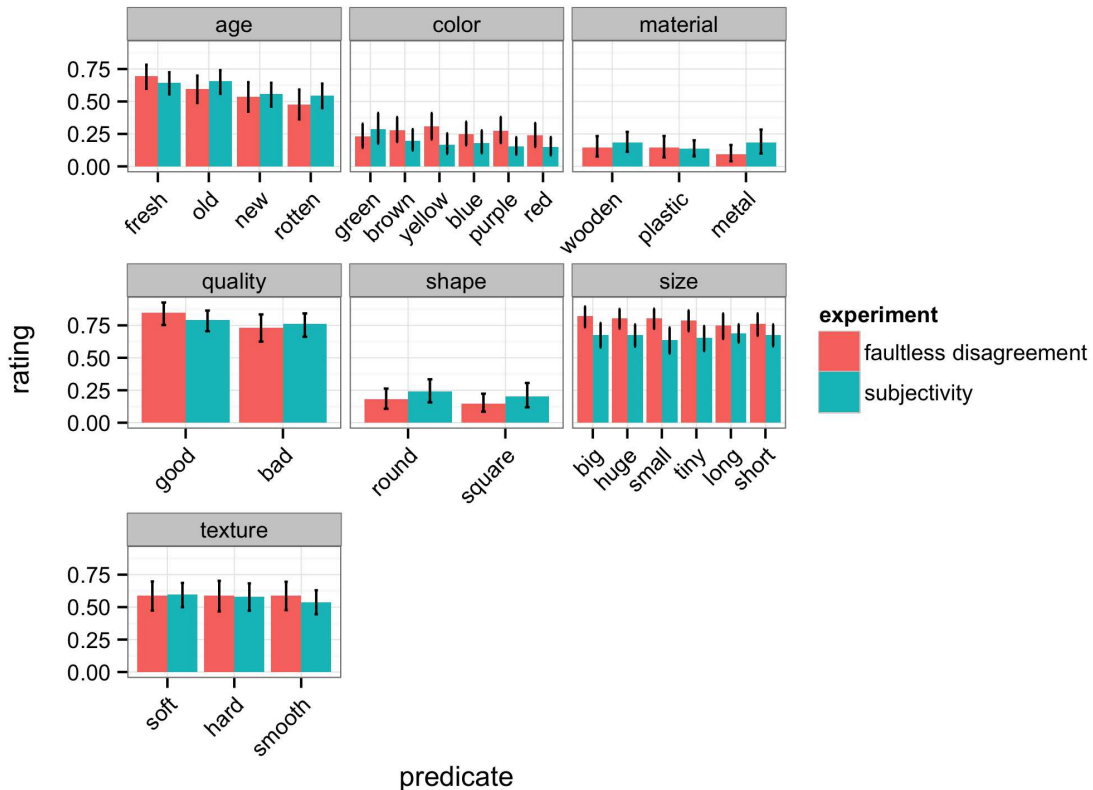 age color material
0.75
0.50
0.25
0.00
fresh old new rotten green brown yellow blue purple red wooden plastic metal
quality shape size
0.75
0.50
0.25
0.00
good bad round square big huge small tiny long short
texture
0.75
0.50
0.25
0.00
soft hard smooth
rating
predicate
experiment
faultless disagreement
subjectivity